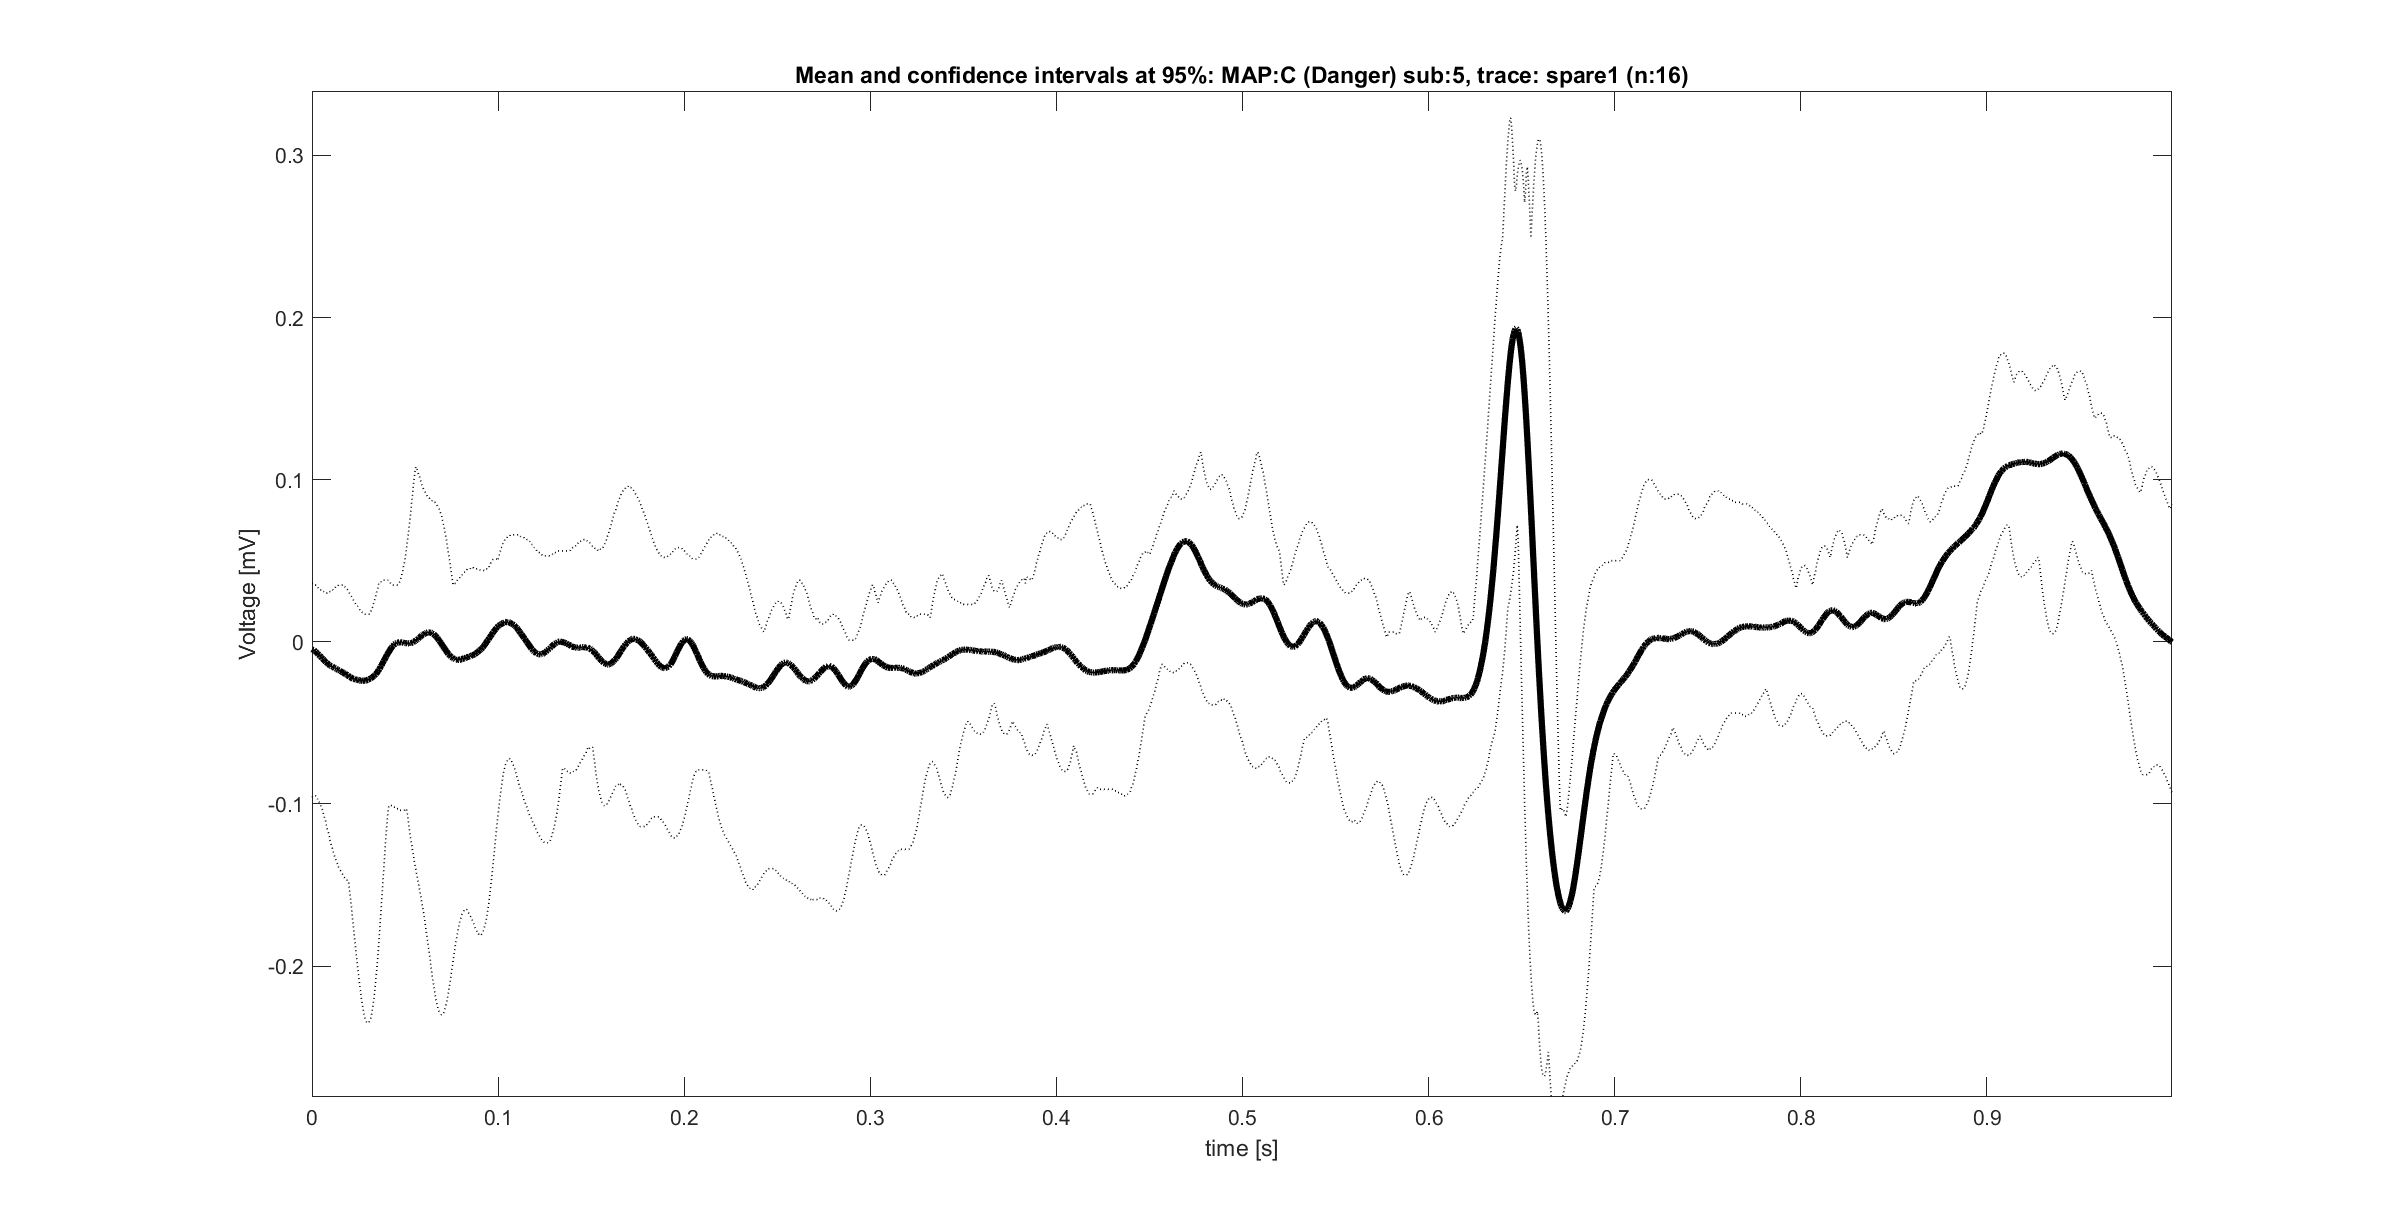 Mean and confidence intervals at 95%: MAP:C (Danger) sub:5, trace: spare1 (n:16)
0.3
0.2
0.1
0
-0.1
-0.2
Voltage [mV]
0 0.1 0.2 0.3 0.4 0.5 0.6 0.7 0.8 0.9
time [s]